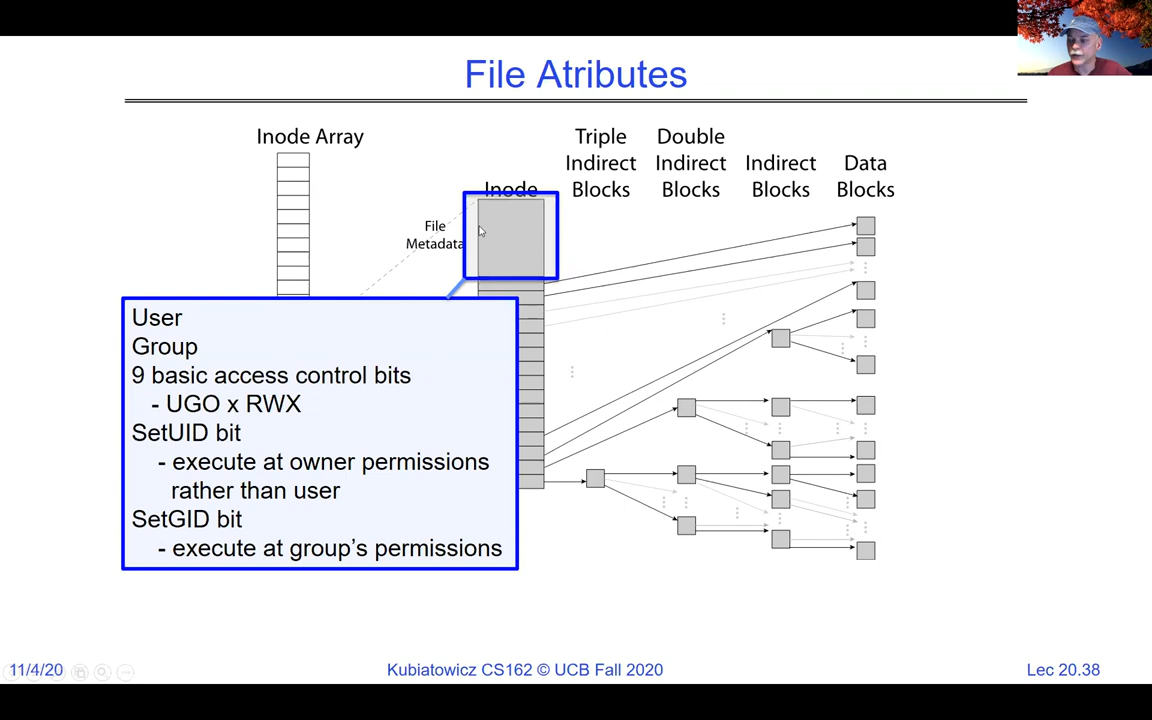 File Atributes
Inode Array
Triple
Indirect
Blocks
Double
Indirect
Blocks
Indirect
Blocks
Data
Blocks
Inode
File
Metadata
User
Group
9 basic access control bits
- UGO x RWX
SetUID bit
- execute at owner permissions
rather than user
SetGID bit
- execute at group's permissions
11/4/20
Kubiatowicz CS162 © UCB Fall 2020
Lec 20.38